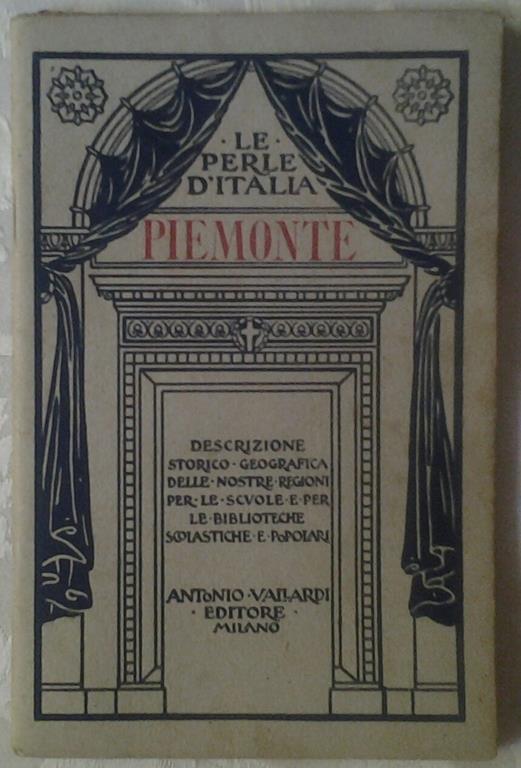 · LE ·
PERLE
D'ITALIA
PIEMONTE
DESCRIZIONE
STORICO · GEOGRAFICA
DELLE · NOSTRE · REGIONI
PER · LE · SCVOLE · E · PER
LE · BIBLIOTECHE
SCOLASTICHE · E · POPOLARI
ANTONIO · VALLARDI
· EDITORE ·
MILANO